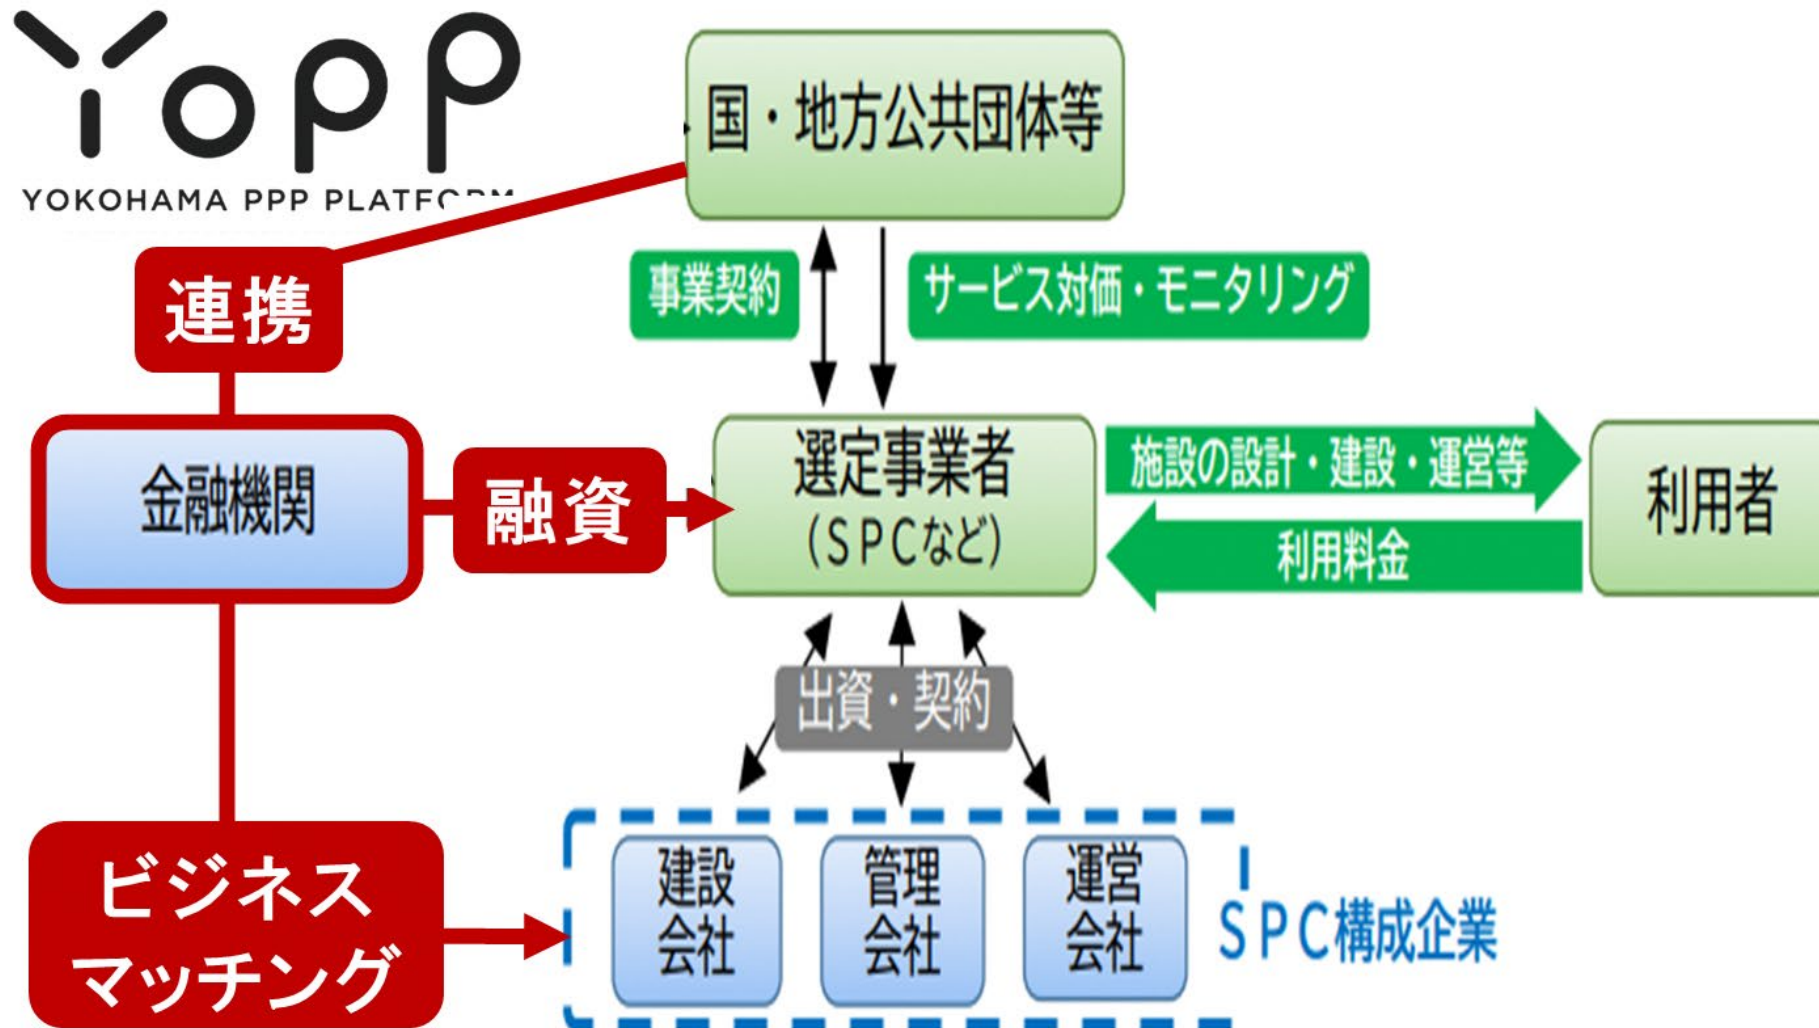 YoPP
YOKOHAMA PPP PLATFORM
国・地方公共団体等
連携
事業契約
サービス対価・モニタリング
金融機関
融資
選定事業者
（ＳＰＣなど）
施設の設計・建設・運営等
利用料金
利用者
出資・契約
ビジネス
マッチング
建設
会社
管理
会社
運営
会社
ＳＰＣ構成企業